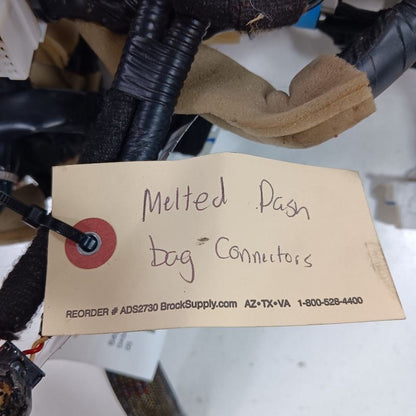 Melted Dash
bag Connectors
REORDER # ADS2730 BrockSupply.com AZ•TX•VA 1-800-528-4400